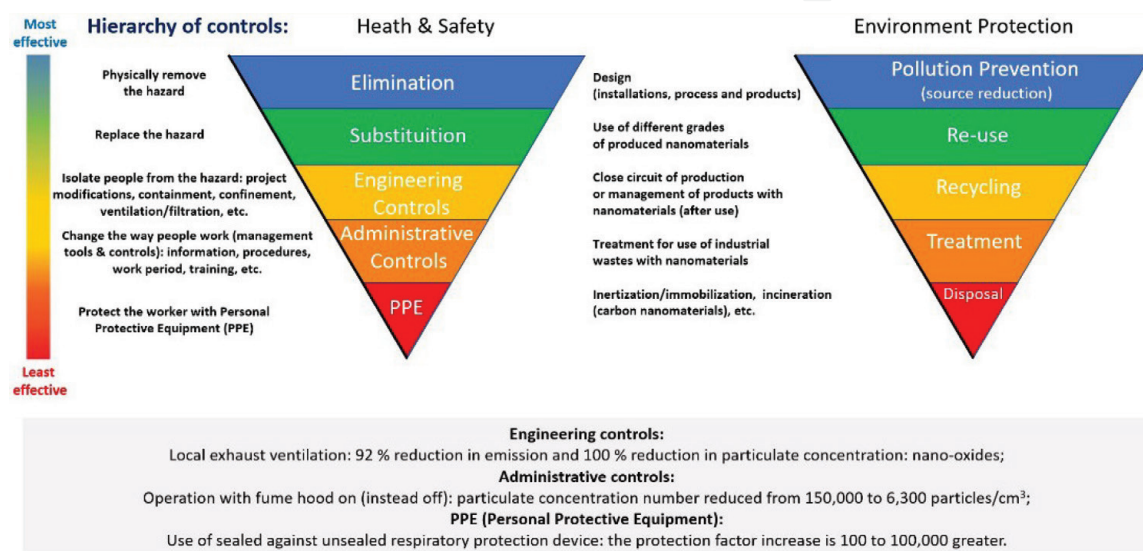 Most
effective
Hierarchy of controls:
Heath & Safety
Environment Protection
Physically remove
the hazard
Elimination
Design
(installations, process and products)
Pollution Prevention
(source reduction)
Replace the hazard
Substituition
Use of different grades
of produced nanomaterials
Re-use
Isolate people from the hazard: project
modifications, containment, confinement,
ventilation/filtration, etc.
Engineering
Controls
Close circuit of production
or management of products with
nanomaterials (after use)
Recycling
Change the way people work (management
tools & controls): information, procedures,
work period, training, etc.
Administrative
Controls
Treatment for use of industrial
wastes with nanomaterials
Treatment
Protect the worker with Personal
Protective Equipment (PPE)
PPE
Inertization/immobilization, incineration
(carbon nanomaterials), etc.
Disposal
Least
effective
Engineering controls:
Local exhaust ventilation: 92 % reduction in emission and 100 % reduction in particulate concentration: nano-oxides;
Administrative controls:
Operation with fume hood on (instead off): particulate concentration number reduced from 150,000 to 6,300 particles/cm³;
PPE (Personal Protective Equipment):
Use of sealed against unsealed respiratory protection device: the protection factor increase is 100 to 100,000 greater.